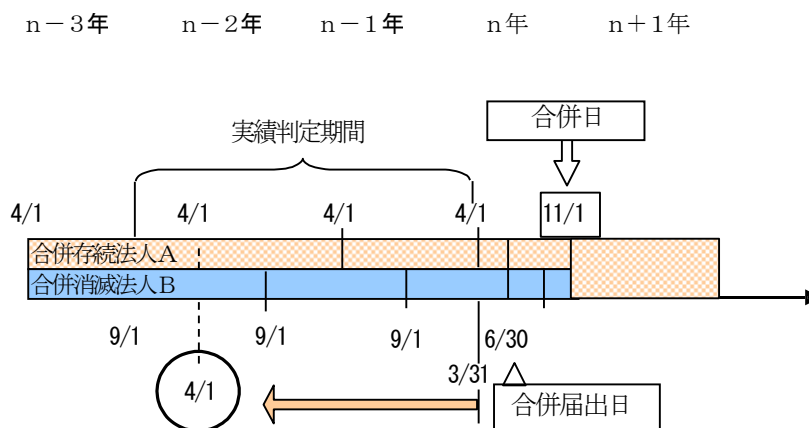 n－3年 n－2年 n－1年 n年 n＋1年
合併日
実績判定期間
4/1 4/1 4/1 4/1 11/1
合併存続法人A
合併消滅法人B
9/1 9/1 9/1 6/30
3/31
4/1
合併届出日